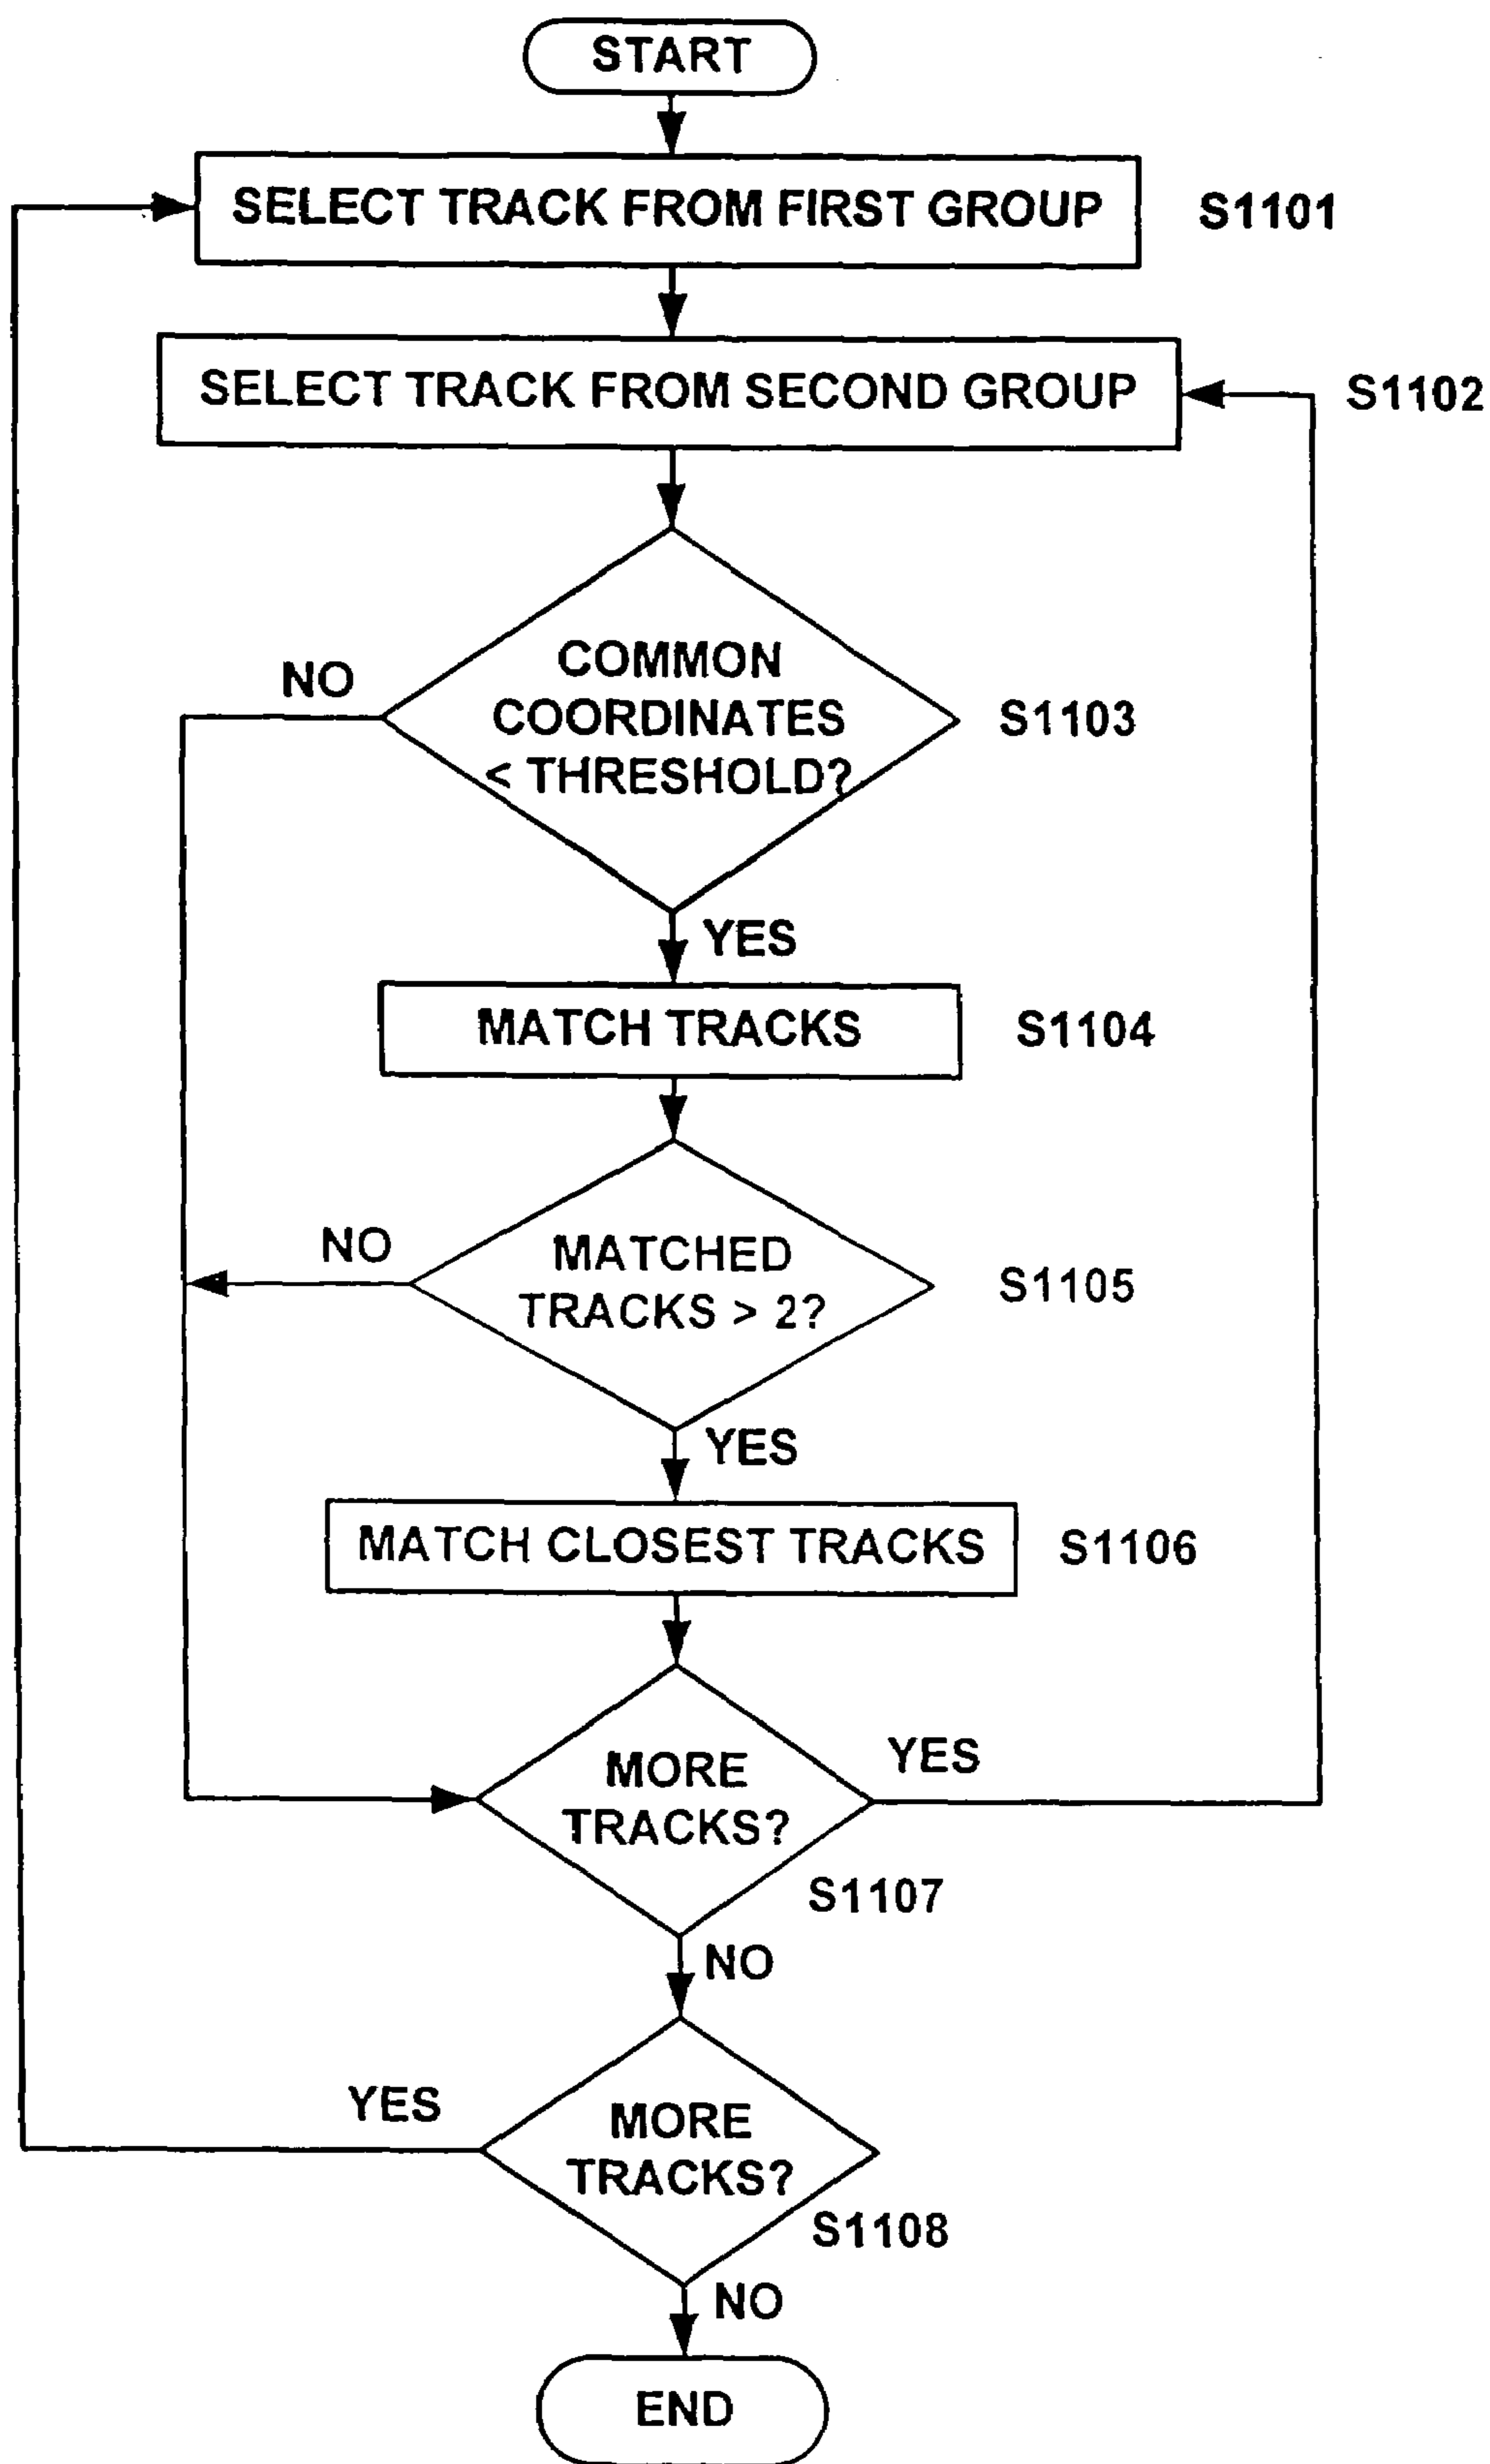 START
SELECT TRACK FROM FIRST GROUP
S1101
SELECT TRACK FROM SECOND GROUP
S1102
COMMON
COORDINATES
< THRESHOLD?
NO
S1103
YES
MATCH TRACKS
S1104
MATCHED
TRACKS > 2?
NO
S1105
YES
MATCH CLOSEST TRACKS
S1106
MORE
TRACKS?
YES
S1107
NO
MORE
TRACKS?
YES
S1108
NO
END